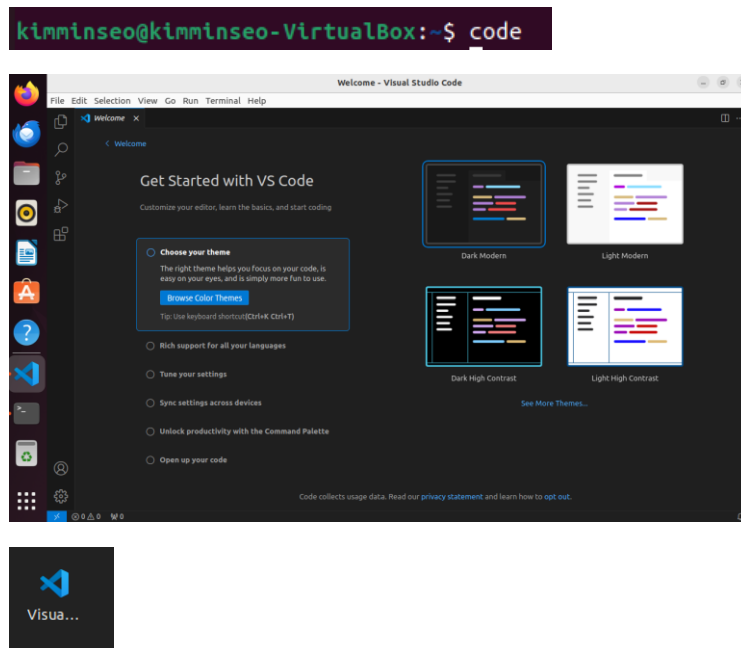 kimminseo@kimminseo-VirtualBox:~$ code
Welcome - Visual Studio Code
File Edit Selection View Go Run Terminal Help
Welcome
< Welcome
Get Started with VS Code
Customize your editor, learn the basics, and start coding
Choose your theme
The right theme helps you focus on your code, is
easy on your eyes, and is simply more fun to use.
Browse Color Themes
Tip: Use keyboard shortcut(Ctrl+K Ctrl+T)
Rich support for all your languages
Tune your settings
Sync settings across devices
Unlock productivity with the Command Palette
Open up your code
Dark Modern
Light Modern
Dark High Contrast
Light High Contrast
See More Themes...
Code collects usage data. Read our privacy statement and learn how to opt out.
0 0 0
Visua...